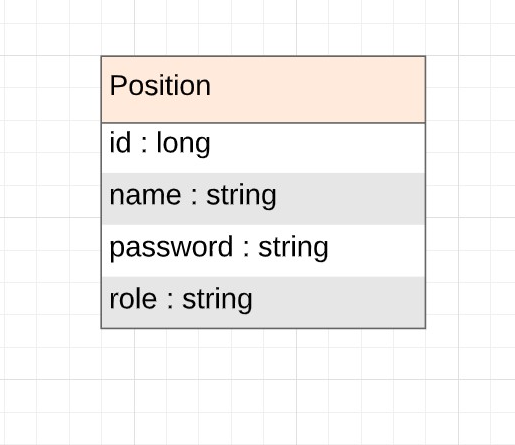 Position
id : long
name : string
password : string
role : string